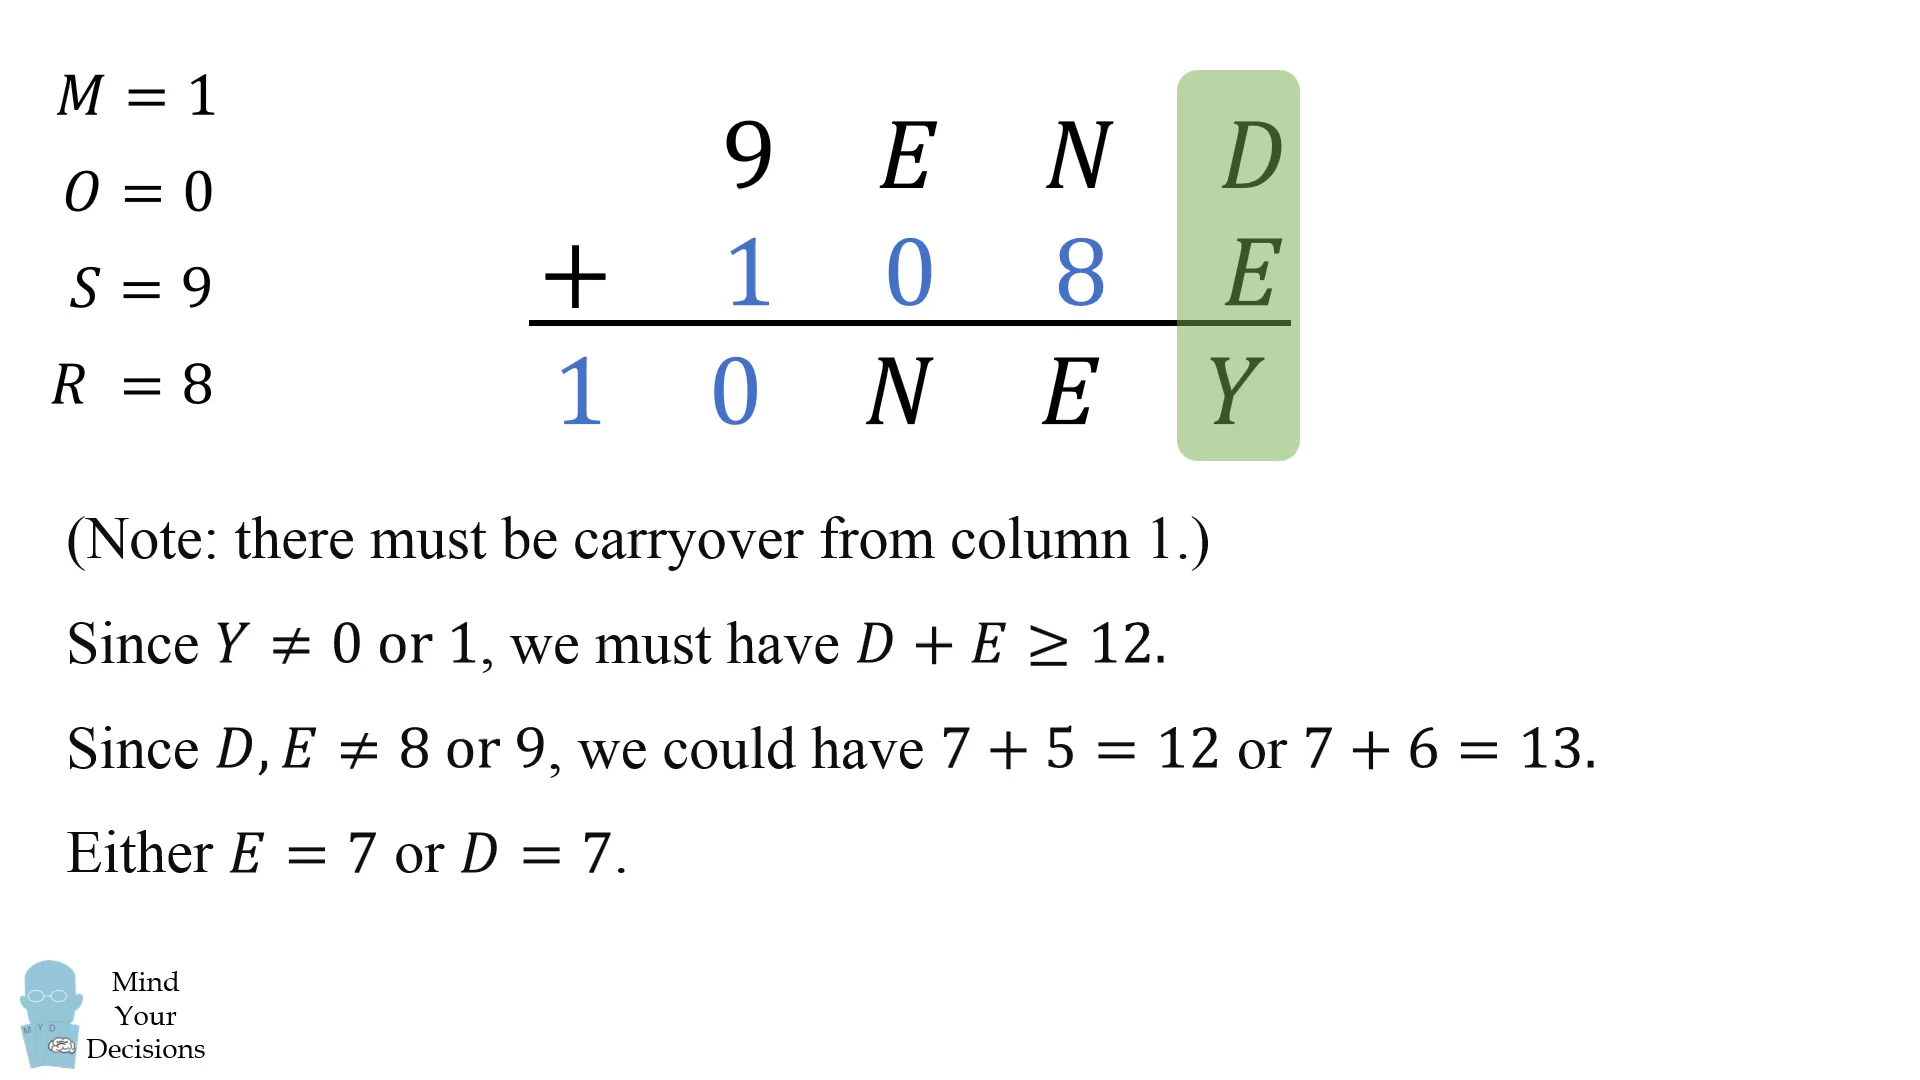 M = 1
O = 0
S = 9
R = 8
9 E N D
+ 1 0 8 E
1 0 N E Y
(Note: there must be carryover from column 1.)
Since Y ≠ 0 or 1, we must have D + E ≥ 12.
Since D, E ≠ 8 or 9, we could have 7 + 5 = 12 or 7 + 6 = 13.
Either E = 7 or D = 7.
M Y D
Mind
Your
Decisions